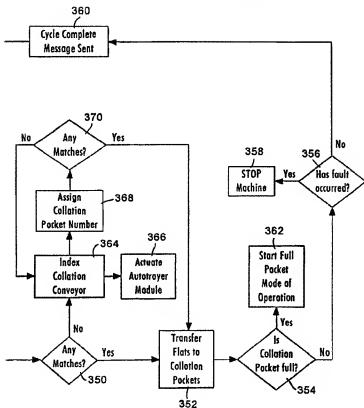 360
Cycle Complete
Message Sent
370
No
Any
Matches?
Yes
No
358
STOP
Machine
Yes
356
Has fault
occurred?
Assign
Collation
Pocket Number
368
364
Index
Collation
Conveyor
366
Actuate
Autotrayer
Module
362
Start Full
Pocket
Mode of
Operation
No
Yes
Any
Matches?
350
Yes
Transfer
Flats to
Collation
Pockets
352
Is
Collation
Pocket full?
354
No